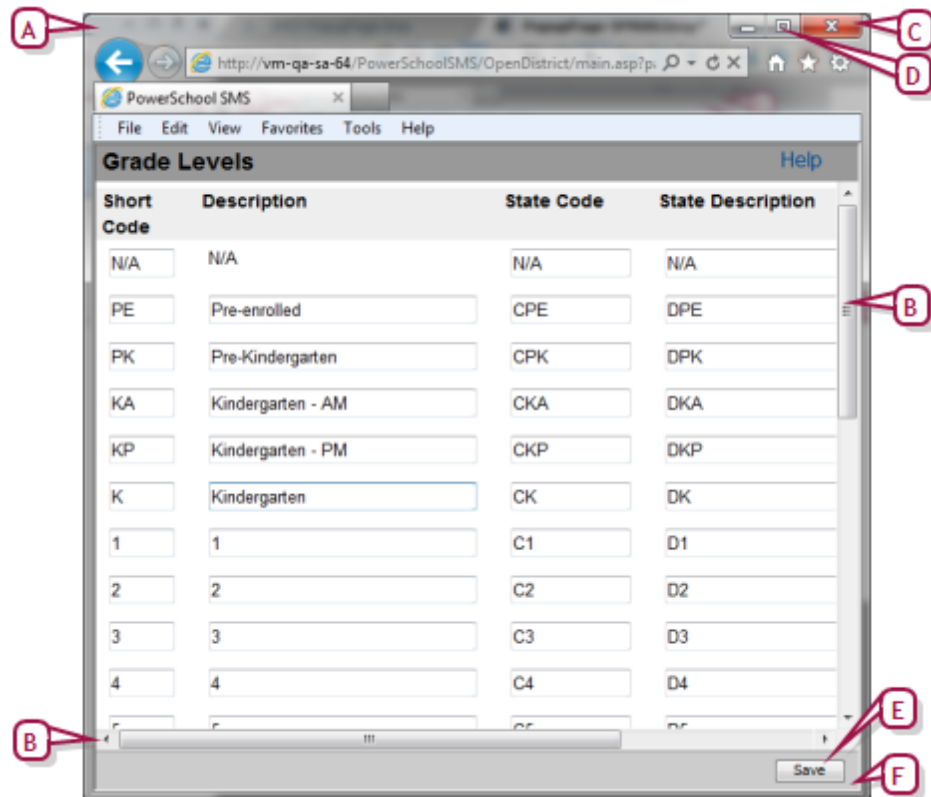 A
C
D
http://vm-qa-sa-64/PowerSchoolSMS/OpenDistrict/main.asp?p
PowerSchool SMS
File Edit View Favorites Tools Help
Grade Levels Help
Short Code Description State Code State Description
N/A N/A N/A N/A
PE Pre-enrolled CPE DPE
B
PK Pre-Kindergarten CPK DPK
KA Kindergarten - AM CKA DKA
KP Kindergarten - PM CKP DKP
K Kindergarten CK DK
1 1 C1 D1
2 2 C2 D2
3 3 C3 D3
4 4 C4 D4
E
B
Save
F